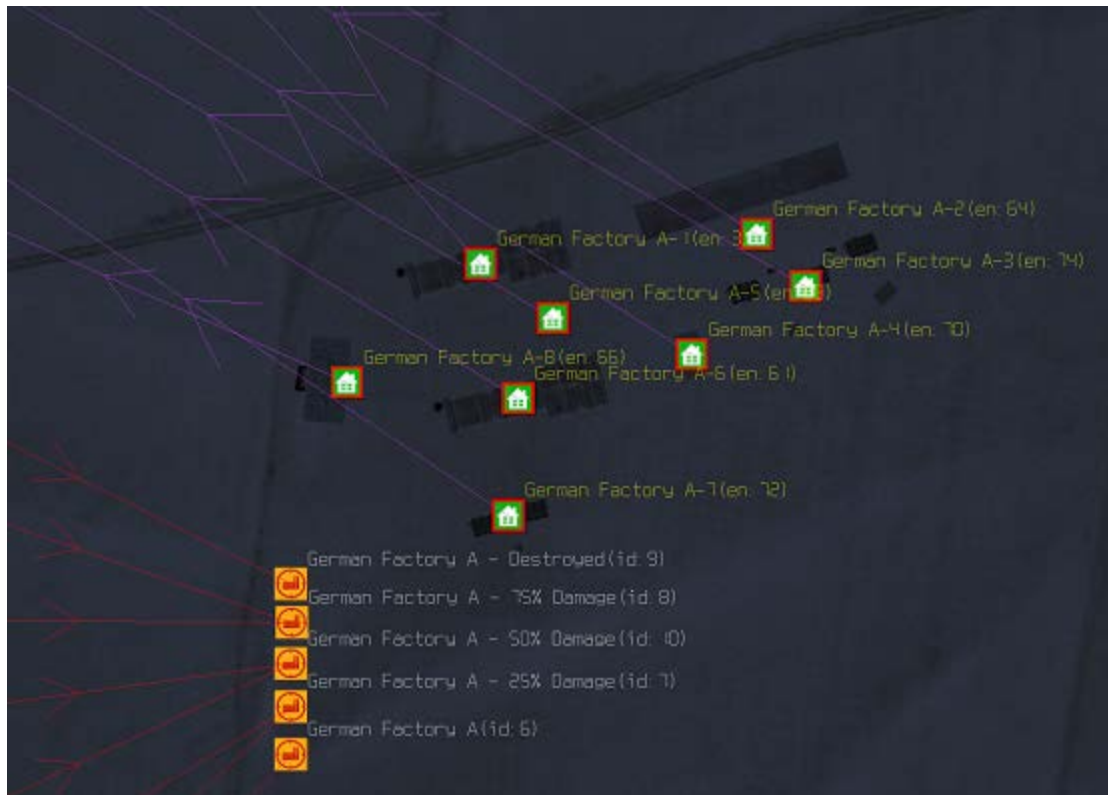 German Factory A-2(en: 64)
German Factory A-1(en: 3
German Factory A-3(en: 74)
German Factory A-5(en:
German Factory A-4(en: 70)
German Factory A-8(en: 66)
German Factory A-6(en: 61)
German Factory A-7(en: 72)
German Factory A - Destroyed(id: 9)
German Factory A - 75% Damage(id: 8)
German Factory A - 50% Damage(id: 10)
German Factory A - 25% Damage(id: 7)
German Factory A(id: 6)